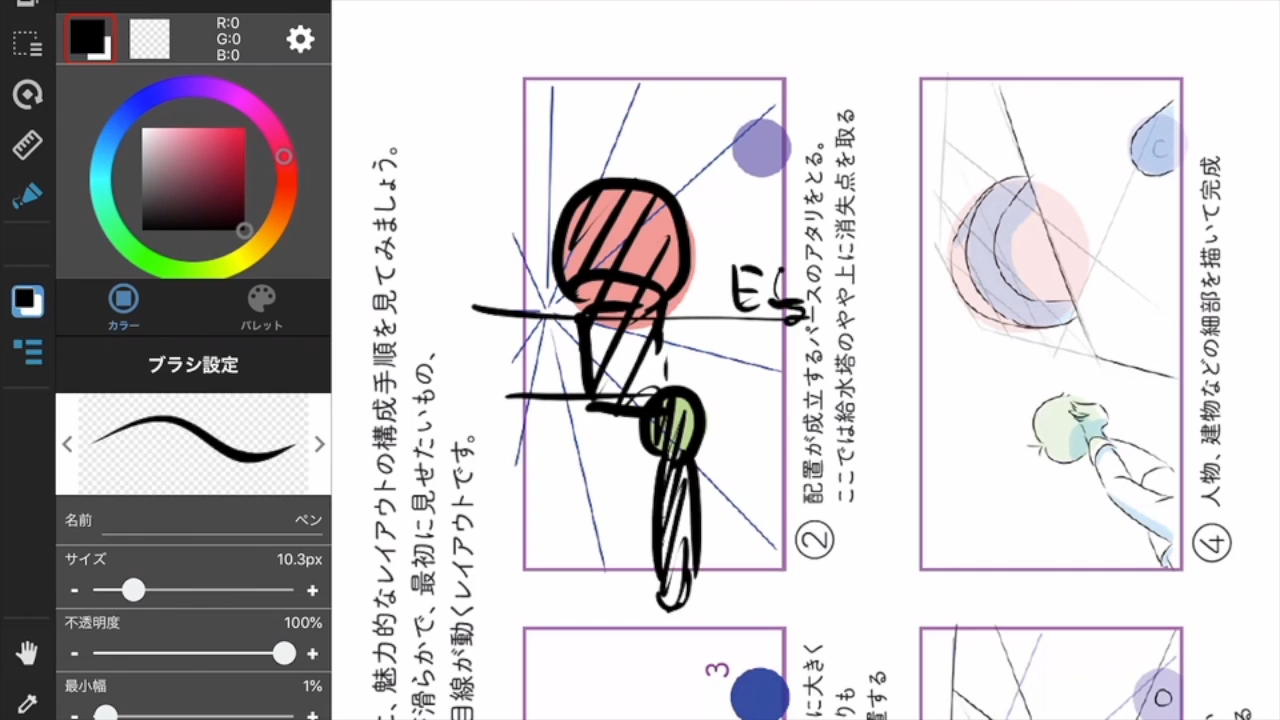 R:0
G:0
B:0
カラー
パレット
ブラシ設定
名前
ペン
サイズ
10.3px
- +
不透明度
100%
- +
最小幅
1%
- +
、魅力的なレイアウトの構成手順を見てみましょう。
滑らかで、最初に見せたいもの、
目線が動くレイアウトです。
② 配置が成立するパースのアタリをとる。
ここでは給水塔のやや上に消失点を取る
C
④ 人物、建物などの細部を描いて完成
3
に大きく
りも
置する